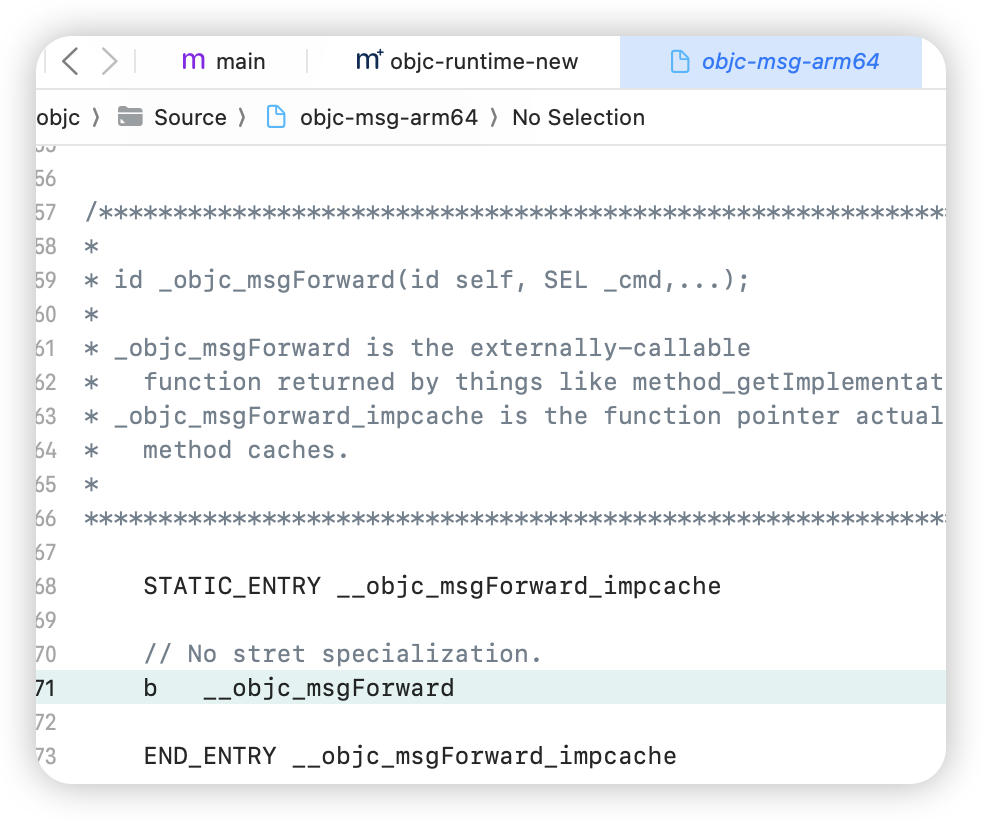 main objc-runtime-new objc-msg-arm64
objc 〉 Source 〉 objc-msg-arm64 〉 No Selection
56
57 /*********************************************************
58 *
59 * id _objc_msgForward(id self, SEL _cmd,...);
60 *
61 * _objc_msgForward is the externally-callable
62 *   function returned by things like method_getImplementat
63 * _objc_msgForward_impcache is the function pointer actual
64 *   method caches.
65 *
66 **********************************************************
67
68     STATIC_ENTRY __objc_msgForward_impcache
69
70     // No stret specialization.
71     b   __objc_msgForward
72
73     END_ENTRY __objc_msgForward_impcache